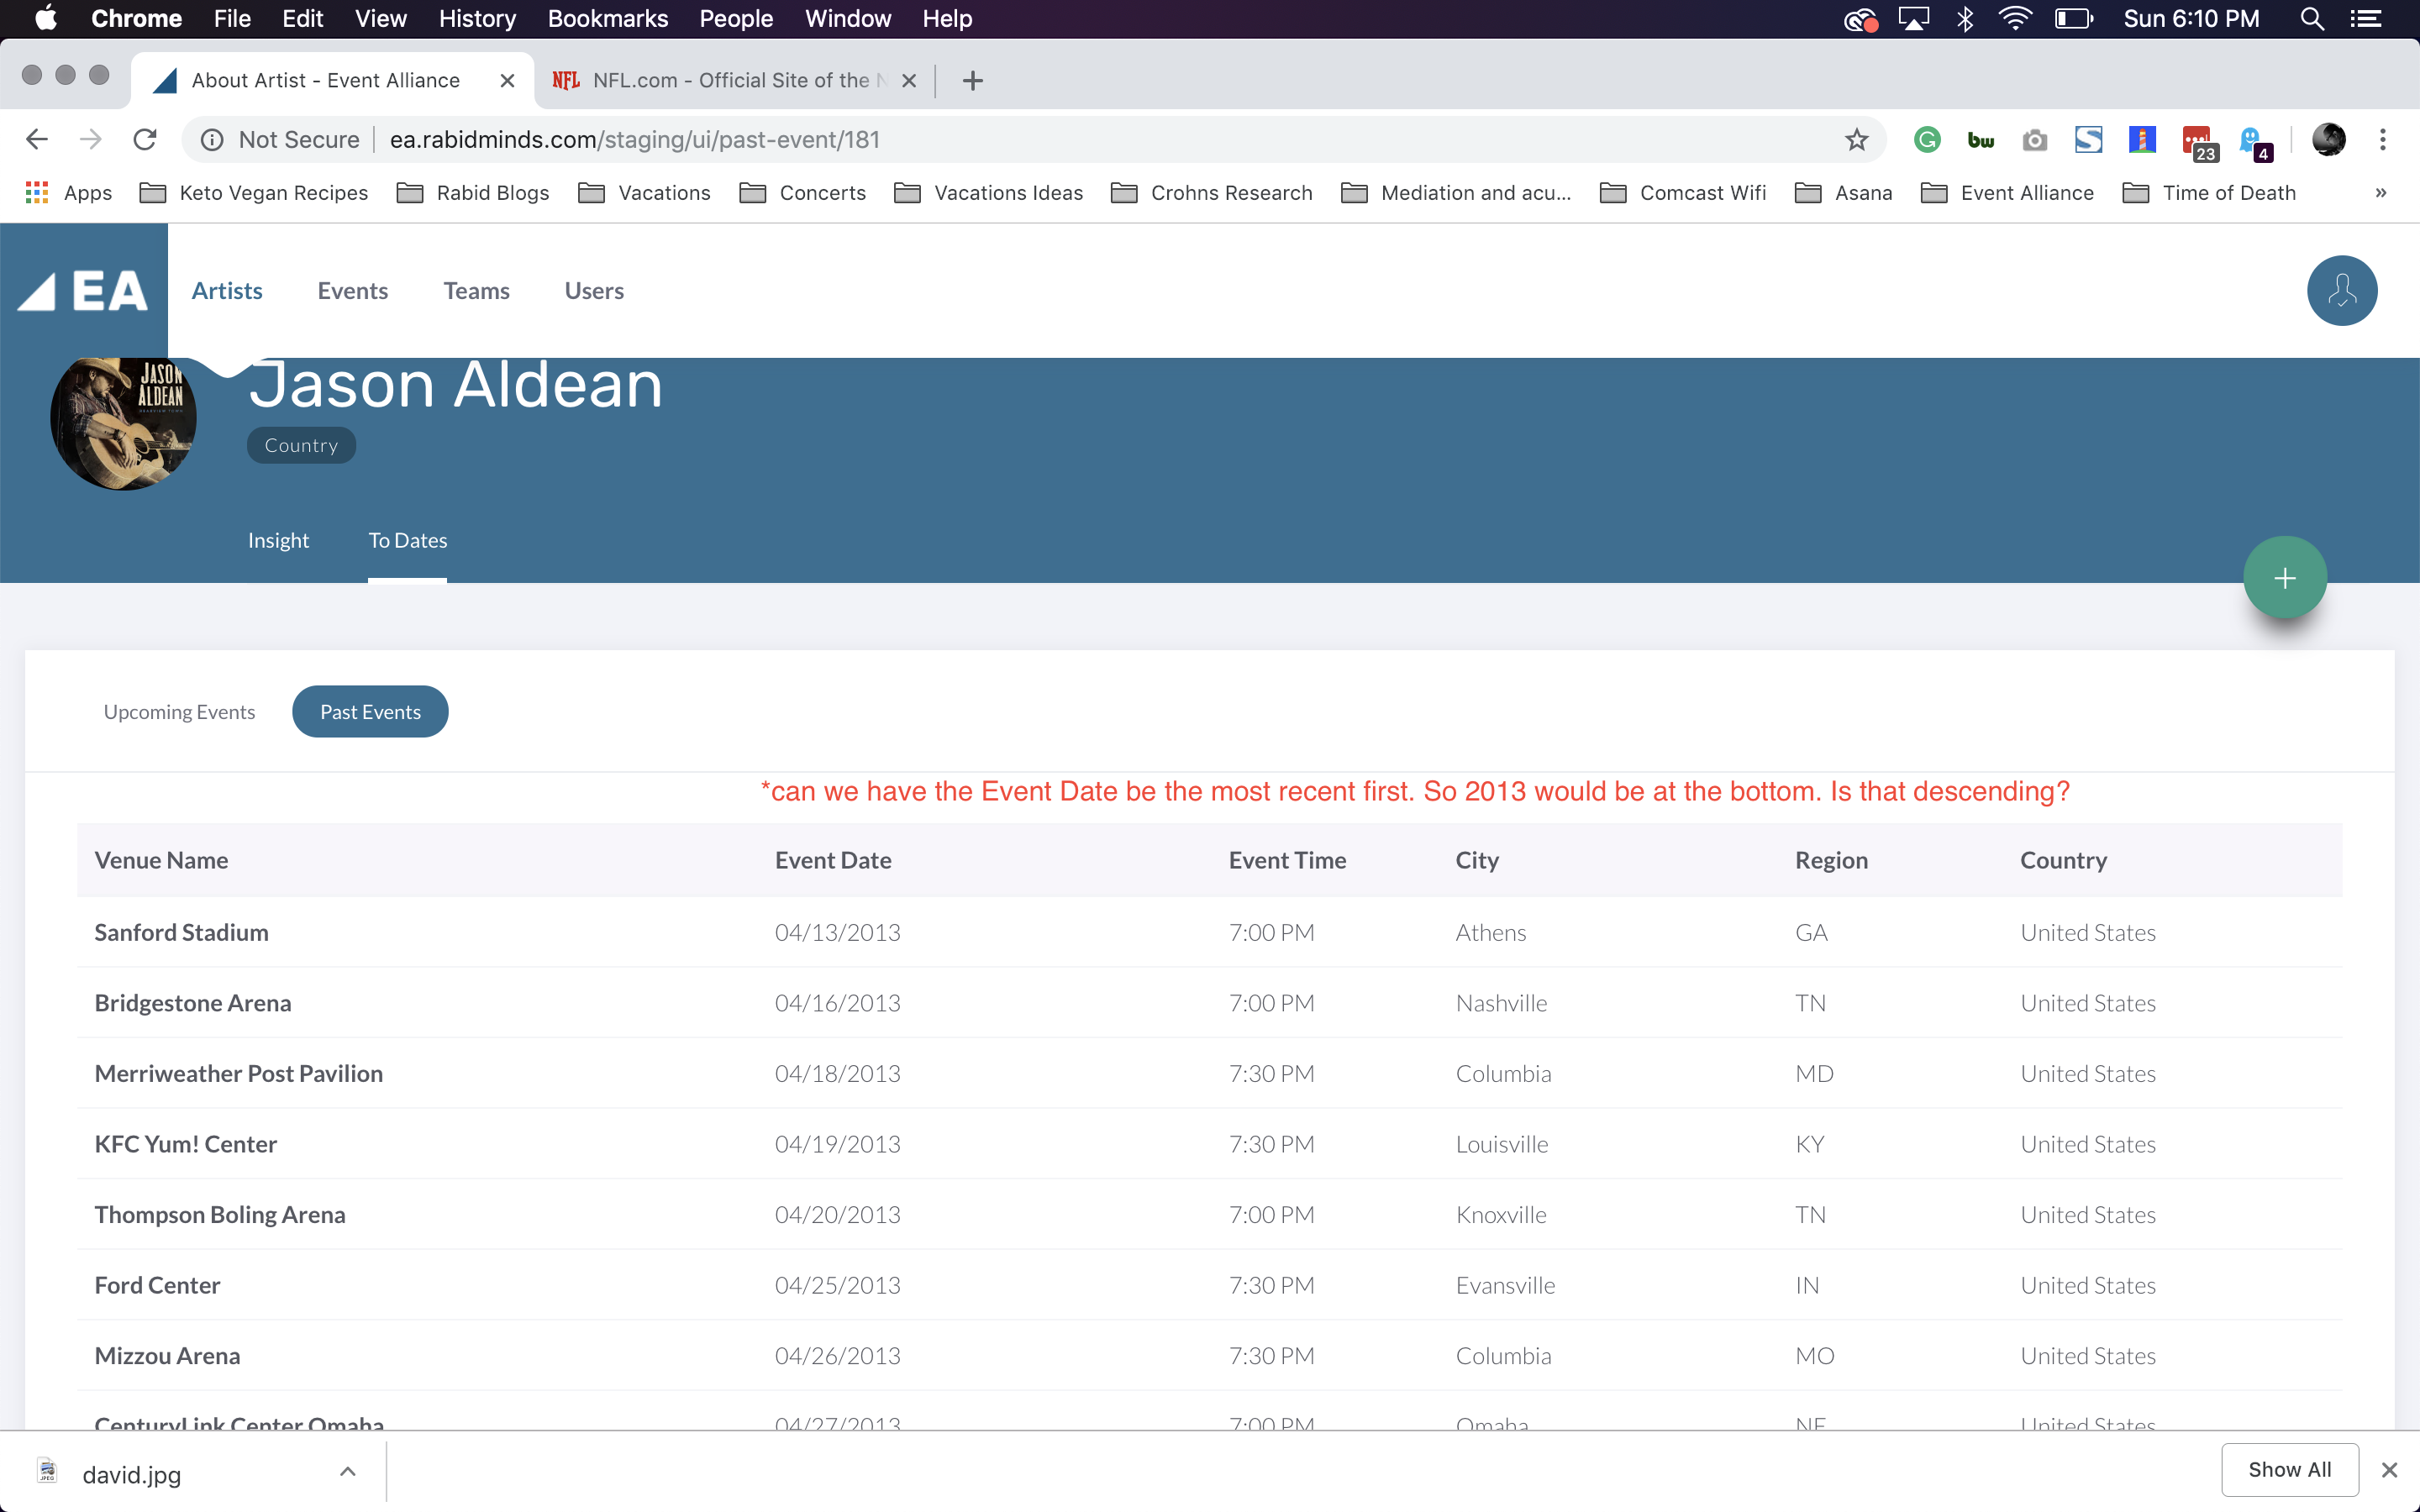 Chrome File Edit View History Bookmarks People Window Help Sun 6:10 PM
About Artist - Event Alliance NFL NFL.com - Official Site of the N
Not Secure ea.rabidminds.com/staging/ui/past-event/181 bw 23 4
Apps Keto Vegan Recipes Rabid Blogs Vacations Concerts Vacations Ideas Crohns Research Mediation and acu... Comcast Wifi Asana Event Alliance Time of Death »
EA Artists Events Teams Users
JASON
ALDEAN
Jason Aldean
Country
Insight To Dates
+
Upcoming Events Past Events
*can we have the Event Date be the most recent first. So 2013 would be at the bottom. Is that descending?
Venue Name Event Date Event Time City Region Country
Sanford Stadium 04/13/2013 7:00 PM Athens GA United States
Bridgestone Arena 04/16/2013 7:00 PM Nashville TN United States
Merriweather Post Pavilion 04/18/2013 7:30 PM Columbia MD United States
KFC Yum! Center 04/19/2013 7:30 PM Louisville KY United States
Thompson Boling Arena 04/20/2013 7:00 PM Knoxville TN United States
Ford Center 04/25/2013 7:30 PM Evansville IN United States
Mizzou Arena 04/26/2013 7:30 PM Columbia MO United States
CenturyLink Center Omaha 04/27/2013 7:00 PM Omaha NE United States
david.jpg Show All